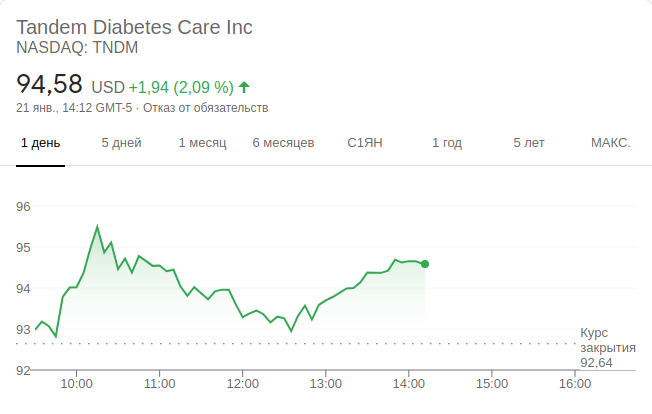 Tandem Diabetes Care Inc
NASDAQ: TNDM
94,58 USD +1,94 (2,09 %)
21 янв., 14:12 GMT-5 · Отказ от обязательств
1 день 5 дней 1 месяц 6 месяцев С1ЯН 1 год 5 лет МАКС.
96
95
94
93
Курс
закрытия
92,64
92
10:00 11:00 12:00 13:00 14:00 15:00 16:00